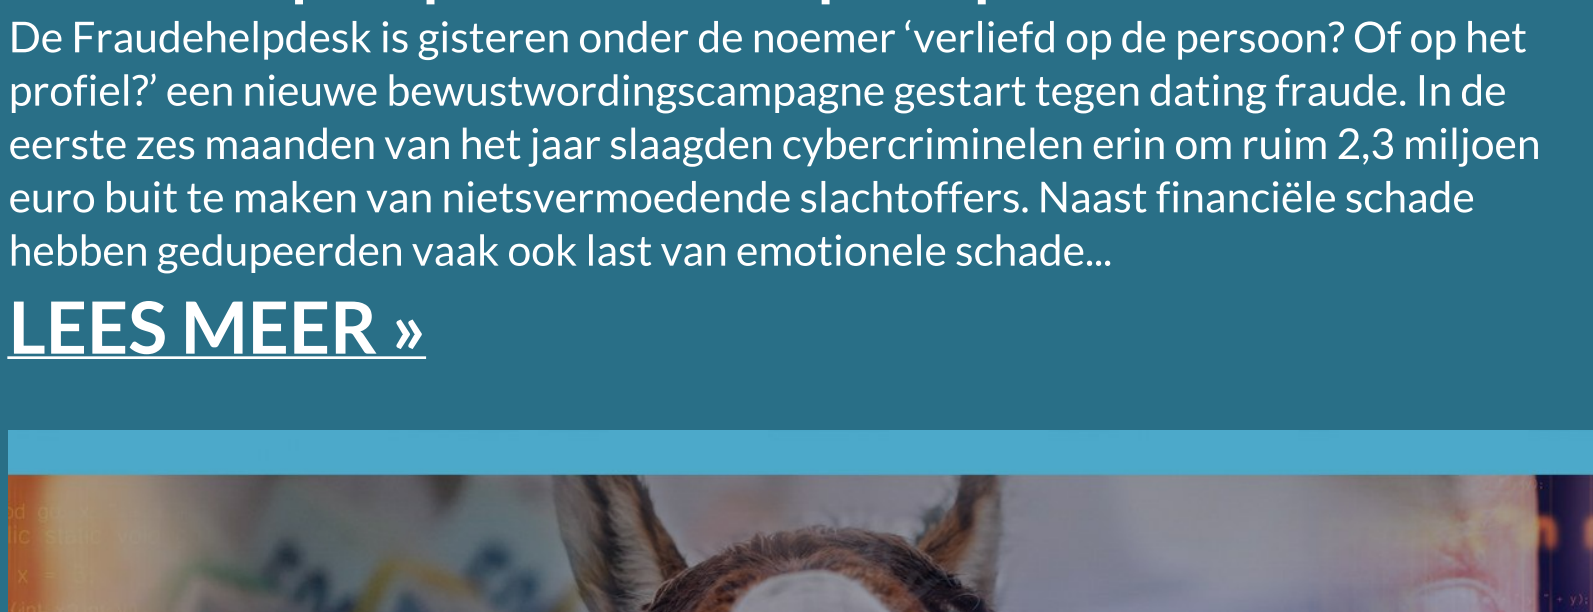 De Fraudehelpdesk is gisteren onder de noemer ‘verliefd op de persoon? Of op het
profiel?’ een nieuwe bewustwordingscampagne gestart tegen dating fraude. In de
eerste zes maanden van het jaar slaagden cybercriminelen erin om ruim 2,3 miljoen
euro buit te maken van nietsvermoedende slachtoffers. Naast financiële schade
hebben gedupeerden vaak ook last van emotionele schade...
LEES MEER »